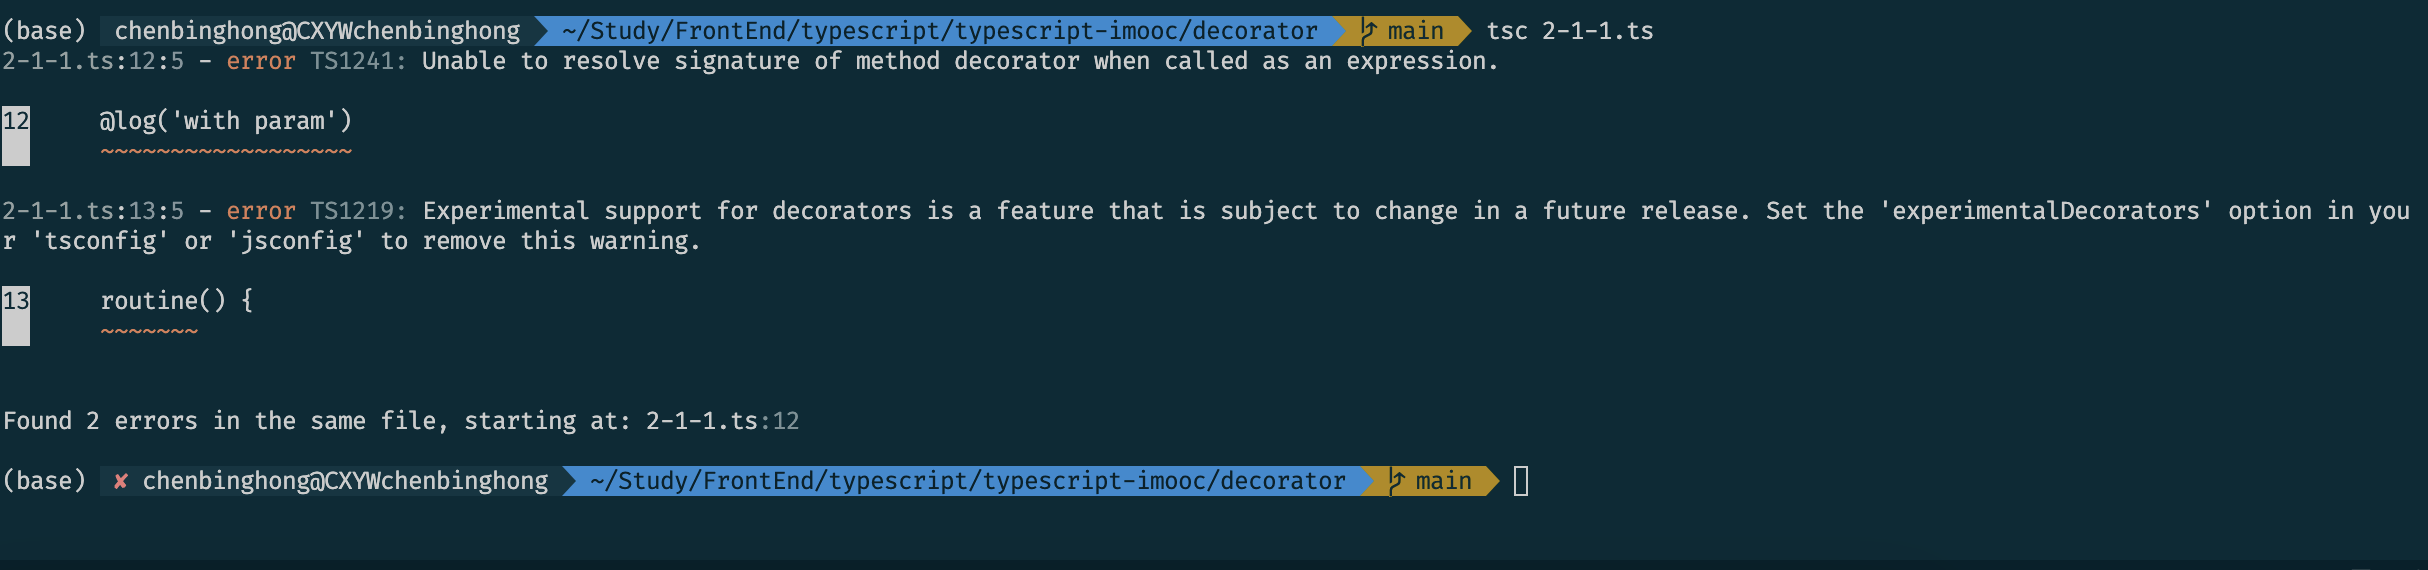 (base) chenbinghong@CXYWchenbinghong ~/Study/FrontEnd/typescript/typescript-imooc/decorator main tsc 2-1-1.ts
2-1-1.ts:12:5 - error TS1241: Unable to resolve signature of method decorator when called as an expression.
12 @log('with param')
~~~~~~~~~~~~~~~~~~
2-1-1.ts:13:5 - error TS1219: Experimental support for decorators is a feature that is subject to change in a future release. Set the 'experimentalDecorators' option in you
r 'tsconfig' or 'jsconfig' to remove this warning.
13 routine() {
~~~~~~~
Found 2 errors in the same file, starting at: 2-1-1.ts:12
(base) ✘ chenbinghong@CXYWchenbinghong ~/Study/FrontEnd/typescript/typescript-imooc/decorator main